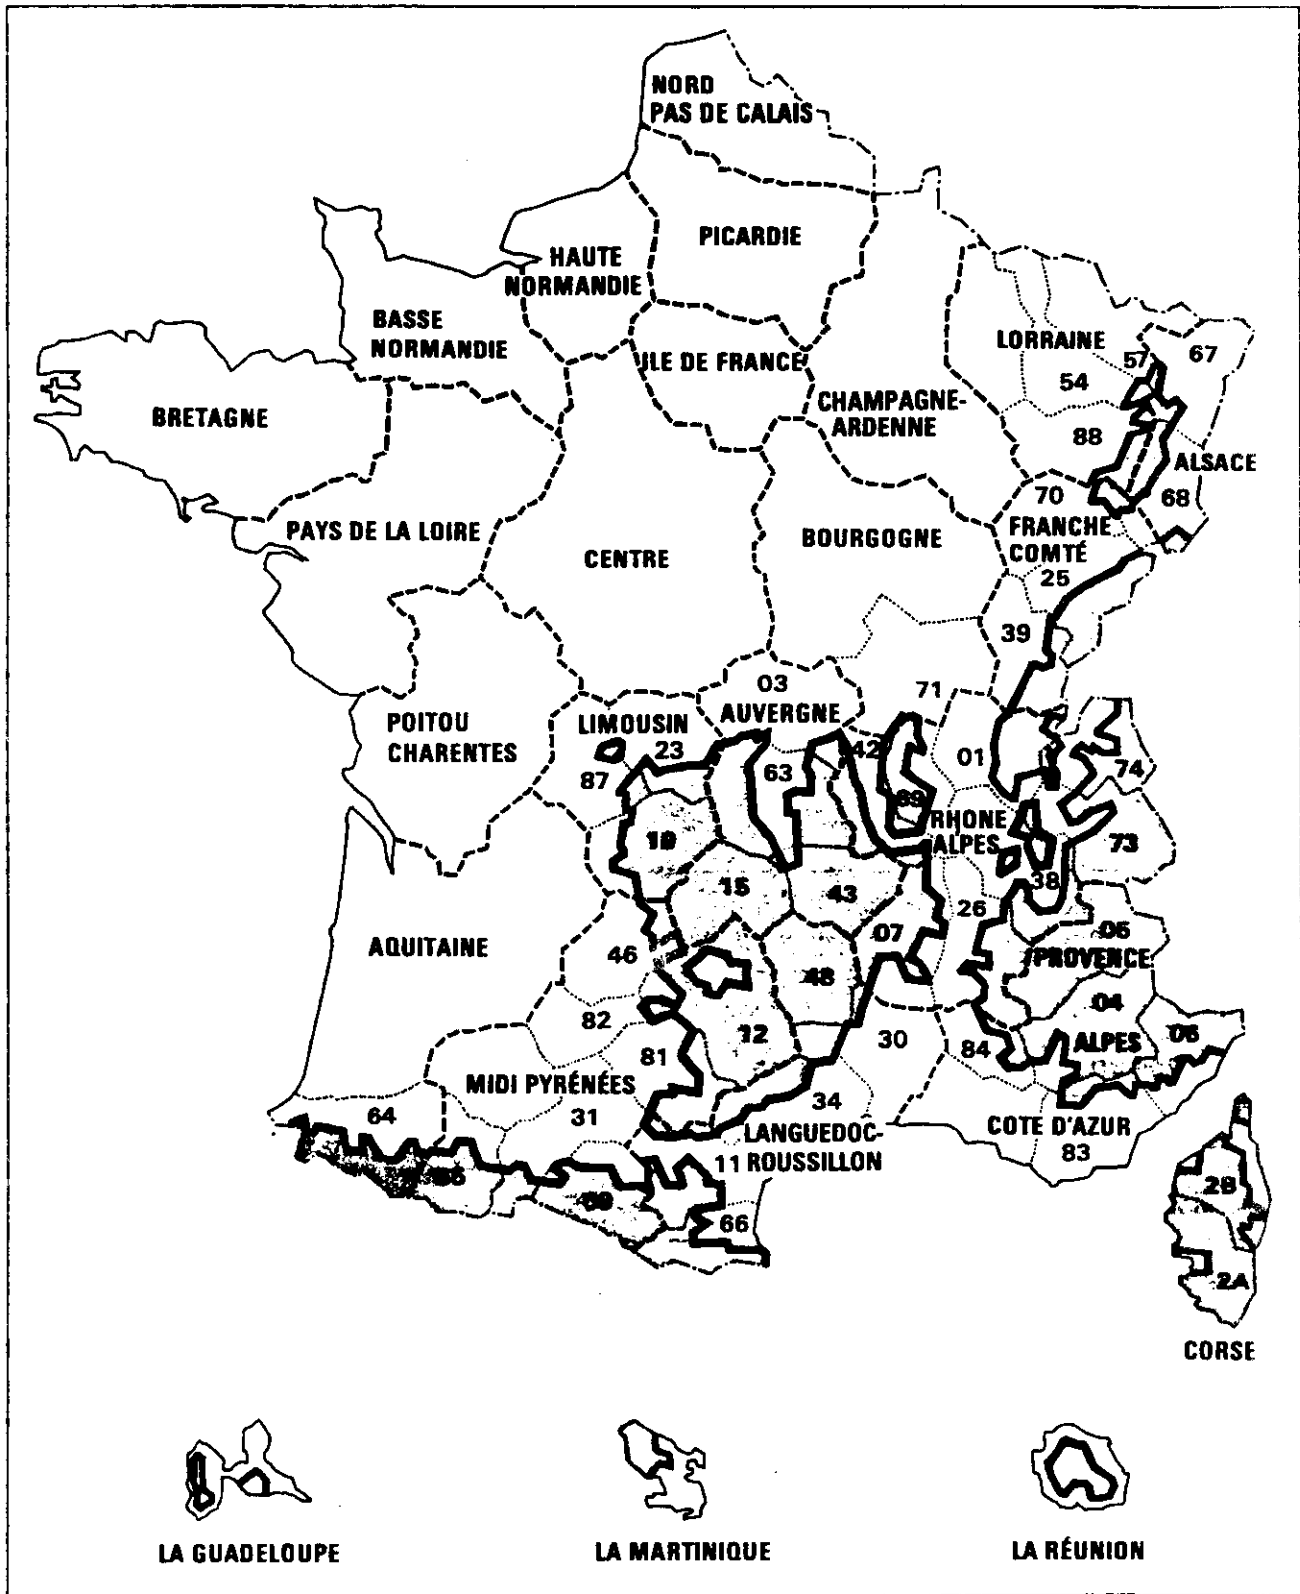 NORD
PAS DE CALAIS
PICARDIE
HAUTE
NORMANDIE
BASSE
NORMANDIE
ILE DE FRANCE
LORRAINE
57
67
54
BRETAGNE
CHAMPAGNE-
ARDENNE
88
ALSACE
70
68
PAYS DE LA LOIRE
CENTRE
BOURGOGNE
FRANCHE
COMTÉ
25
39
03
71
AUVERGNE
POITOU
CHARENTES
LIMOUSIN
23
42
01
74
87
63
69
RHONE
ALPES
19
73
15
43
38
26
07
05
AQUITAINE
46
PROVENCE
48
04
82
12
30
84
ALPES
06
81
MIDI PYRÉNÉES
64
31
34
LANGUEDOC-
COTE D'AZUR
83
11 ROUSSILLON
66
2B
2A
CORSE
LA GUADELOUPE
LA MARTINIQUE
LA RÉUNION